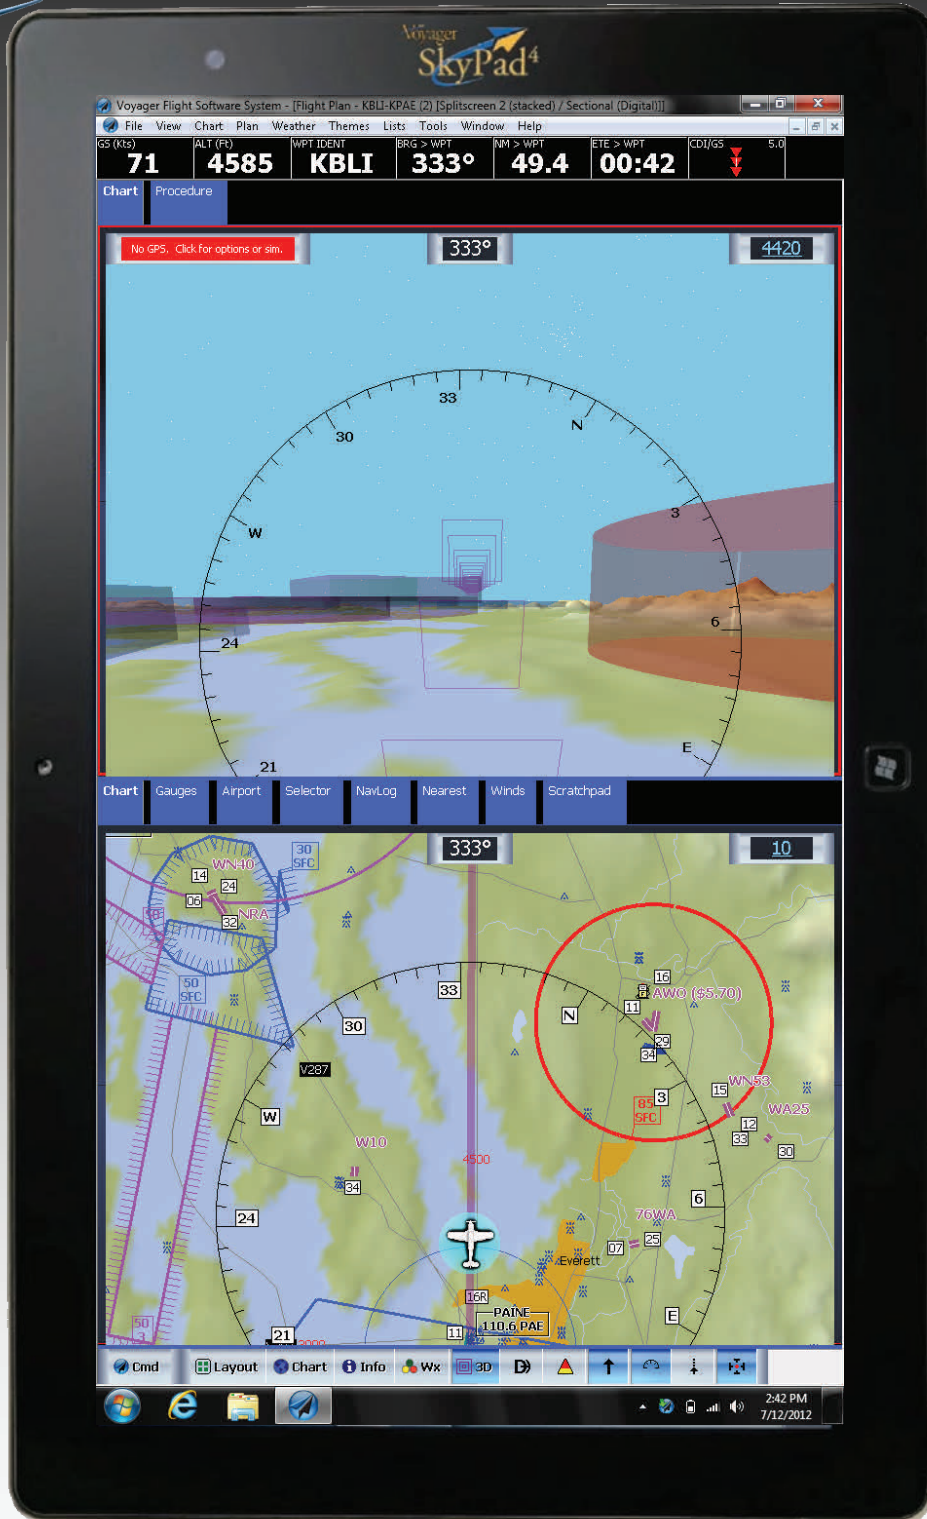 Voyager
SkyPad4
Voyager Flight Software System - [Flight Plan - KBLI-KPAE (2) [Splitscreen 2 (stacked) / Sectional (Digital)]]
File View Chart Plan Weather Themes Lists Tools Window Help
GS (Kts) ALT (Ft) WPT IDENT BRG > WPT NM > WPT ETE > WPT CDI/GS 5.0
71 4585 KBLI 333° 49.4 00:42
Chart Procedure
No GPS. Click for options or sim.
333°
4420
33
N
30
3
W
6
24
E
21
Chart Gauges Airport Selector NavLog Nearest Winds Scratchpad
333°
10
30
SFC
WN40
14
24
06
NRA
32
50
SFC
16
AWO ($5.70)
11
33
N
30
29
34
V287
WN53
15
3
85
SFC
WA25
W
12
33
30
W10
4500
34
6
24
76WA
25
07
Everett
16R
PAINE
110.6 PAE
E
11
21
50
3
Cmd Layout Chart Info Wx 3D
2:42 PM
7/12/2012